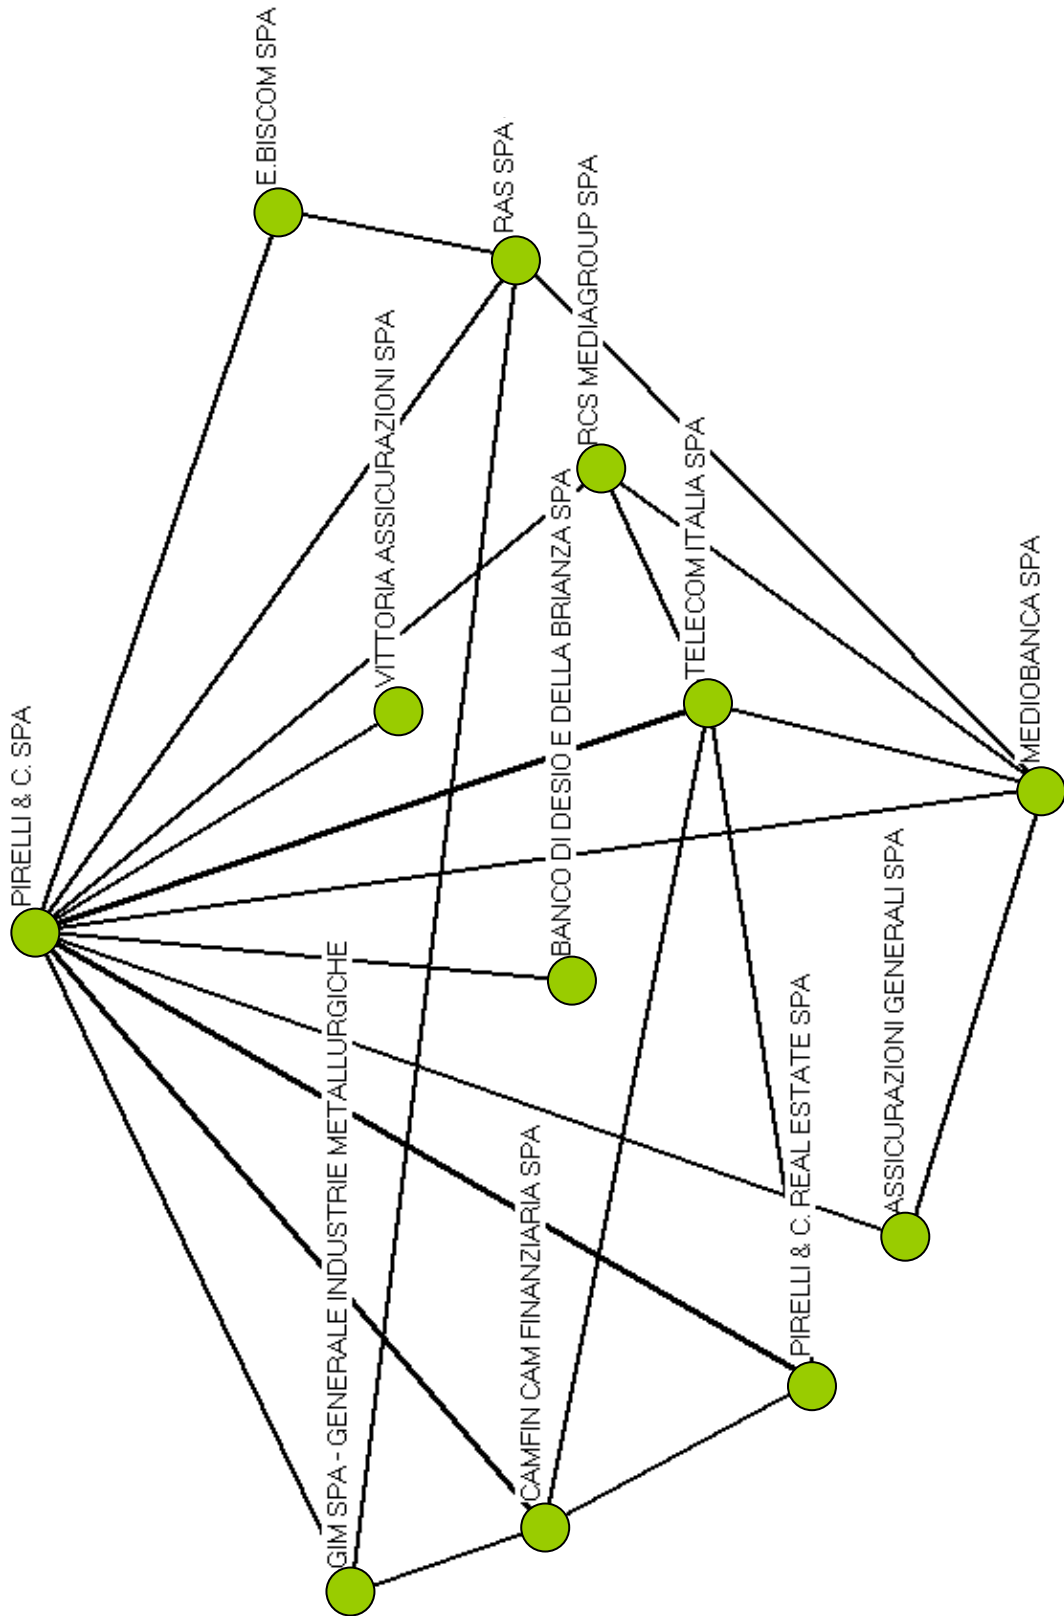 PIRELLI & C. SPA
E.BISCOM SPA
RAS SPA
VITTORIA ASSICURAZIONI SPA
RCS MEDIAGROUP SPA
GIM SPA - GENERALE INDUSTRIE METALLURGICHE
BANCO DI DESIO E DELLA BRIANZA SPA
TELECOM ITALIA SPA
CAMFIN CAM FINANZIARIA SPA
PIRELLI & C. REAL ESTATE SPA
ASSICURAZIONI GENERALI SPA
MEDIOBANCA SPA